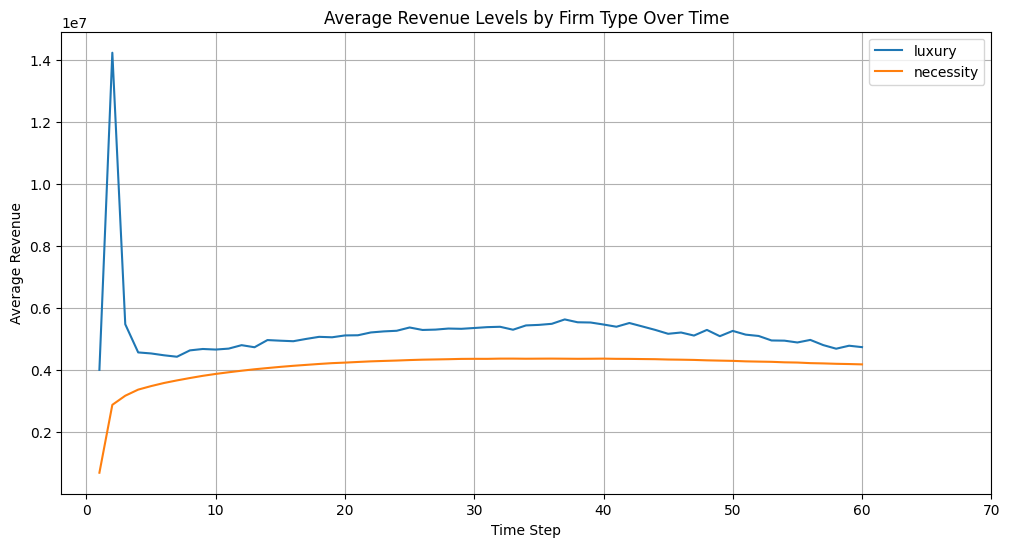 Average Revenue Levels by Firm Type Over Time
1e7
luxury
necessity
1.4
1.2
1.0
0.8
0.6
0.4
0.2
Average Revenue
0 10 20 30 40 50 60 70
Time Step